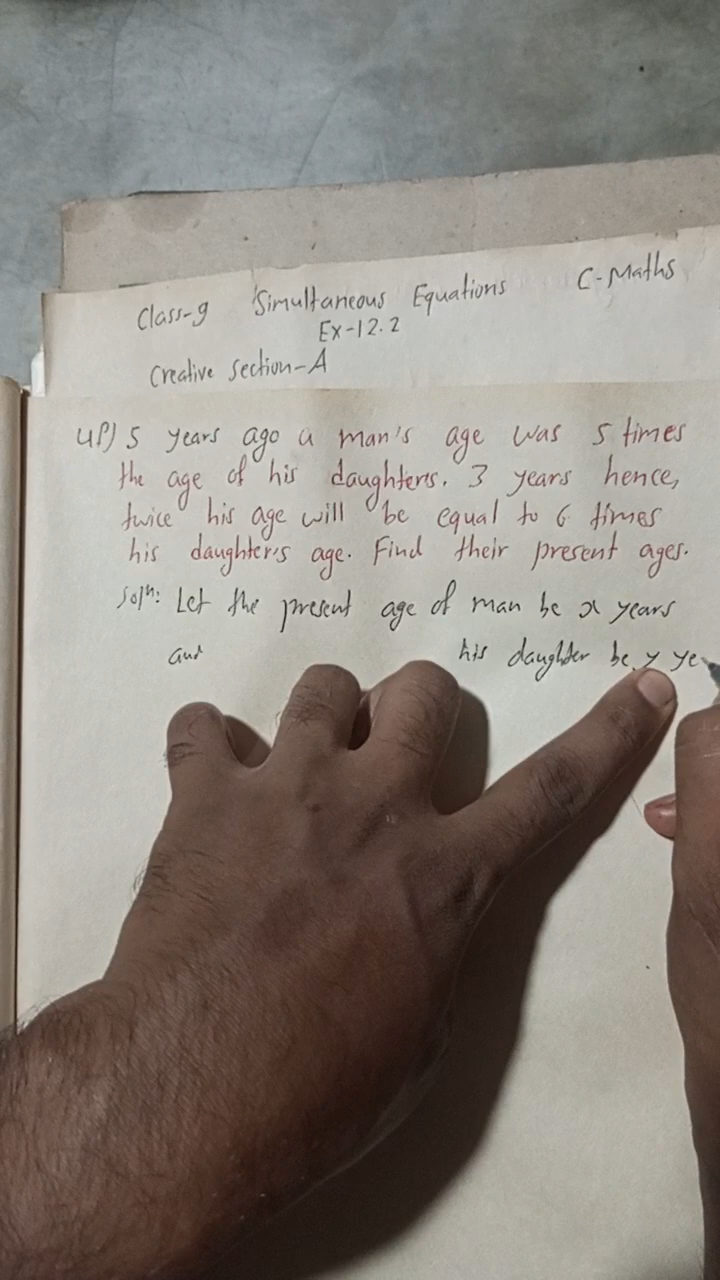 Class-9 Simultaneous Equations C-Maths
Ex-12.2
Creative section-A
4P) 5 years ago a man's age was 5 times
the age of his daughters. 3 years hence,
twice his age will be equal to 6 times
his daughter's age. Find their present ages.
Solⁿ: Let the present age of man be x years
and his daughter be y ye